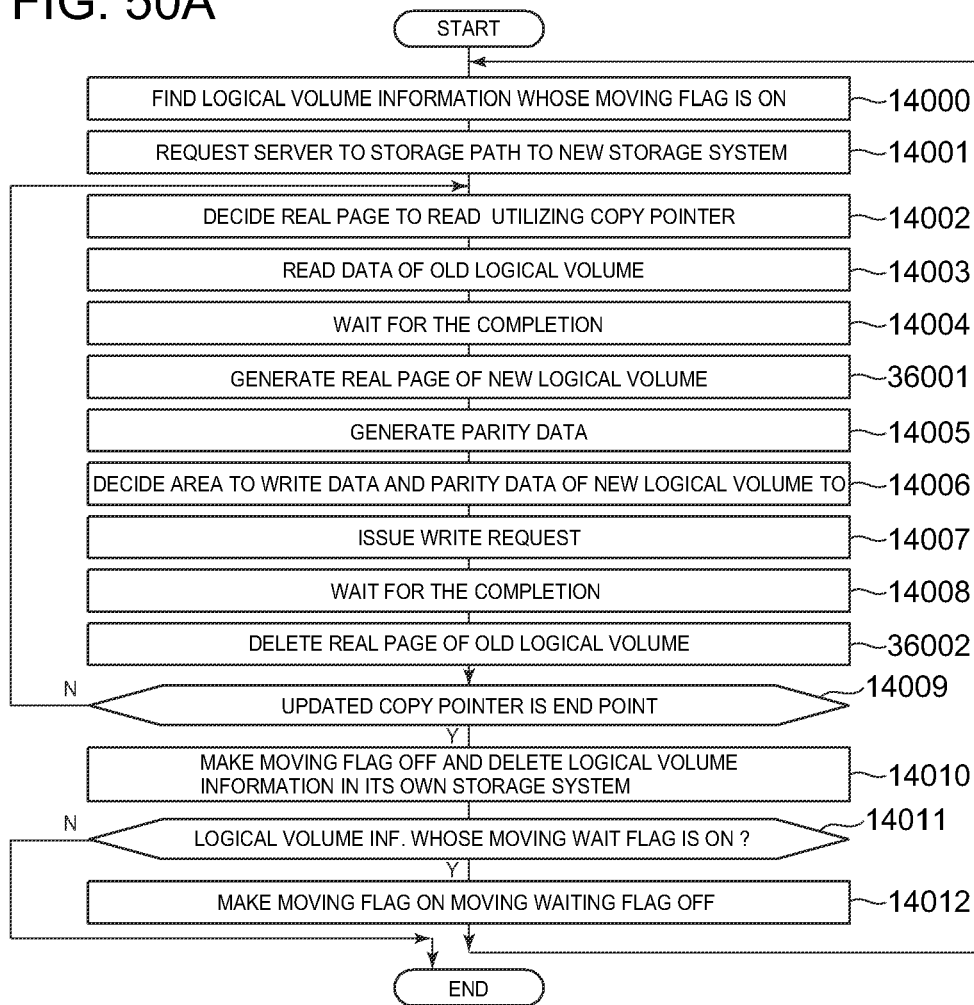 FIG. 50A
START
FIND LOGICAL VOLUME INFORMATION WHOSE MOVING FLAG IS ON 14000
REQUEST SERVER TO STORAGE PATH TO NEW STORAGE SYSTEM 14001
DECIDE REAL PAGE TO READ UTILIZING COPY POINTER 14002
READ DATA OF OLD LOGICAL VOLUME 14003
WAIT FOR THE COMPLETION 14004
GENERATE REAL PAGE OF NEW LOGICAL VOLUME 36001
GENERATE PARITY DATA 14005
DECIDE AREA TO WRITE DATA AND PARITY DATA OF NEW LOGICAL VOLUME TO 14006
ISSUE WRITE REQUEST 14007
WAIT FOR THE COMPLETION 14008
DELETE REAL PAGE OF OLD LOGICAL VOLUME 36002
N
UPDATED COPY POINTER IS END POINT 14009
Y
MAKE MOVING FLAG OFF AND DELETE LOGICAL VOLUME
INFORMATION IN ITS OWN STORAGE SYSTEM 14010
N
LOGICAL VOLUME INF. WHOSE MOVING WAIT FLAG IS ON ? 14011
Y
MAKE MOVING FLAG ON MOVING WAITING FLAG OFF 14012
END